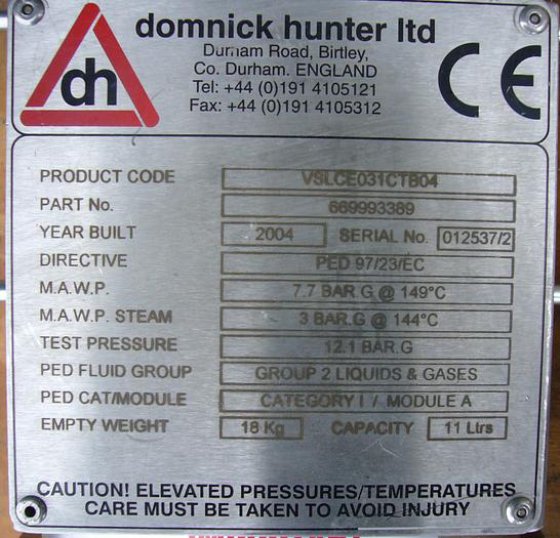 dh
domnick hunter ltd
Durham Road, Birtley,
Co. Durham. ENGLAND
Tel: +44 (0)191 4105121
Fax: +44 (0)191 4105312
CE
PRODUCT CODE VSLCE031CTB04
PART No. 669993389
YEAR BUILT 2004 SERIAL No. 012537/2
DIRECTIVE PED 97/23/EC
M.A.W.P. 7.7 BAR.G @ 149°C
M.A.W.P. STEAM 3 BAR.G @ 144°C
TEST PRESSURE 12.1 BAR.G
PED FLUID GROUP GROUP 2 LIQUIDS & GASES
PED CAT/MODULE CATEGORY I / MODULE A
EMPTY WEIGHT 18 Kg CAPACITY 11 Ltrs
CAUTION! ELEVATED PRESSURES/TEMPERATURES
CARE MUST BE TAKEN TO AVOID INJURY